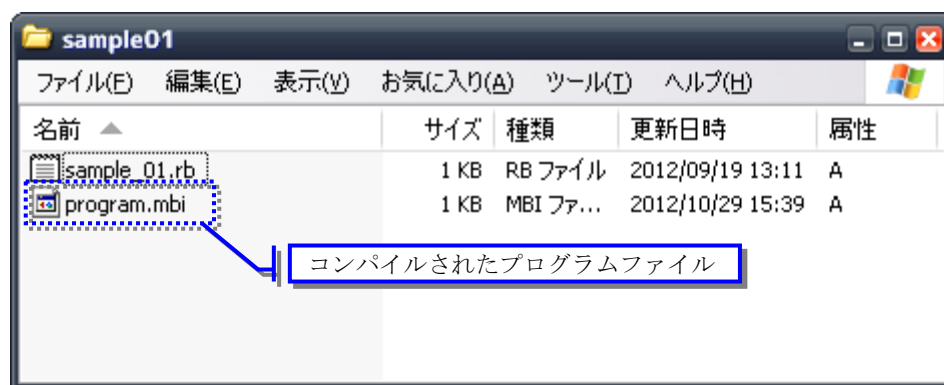 sample01
ファイル(F) 編集(E) 表示(V) お気に入り(A) ツール(T) ヘルプ(H)
名前 サイズ 種類 更新日時 属性
sample_01.rb 1 KB RB ファイル 2012/09/19 13:11 A
program.mbi 1 KB MBI ファ... 2012/10/29 15:39 A
コンパイルされたプログラムファイル